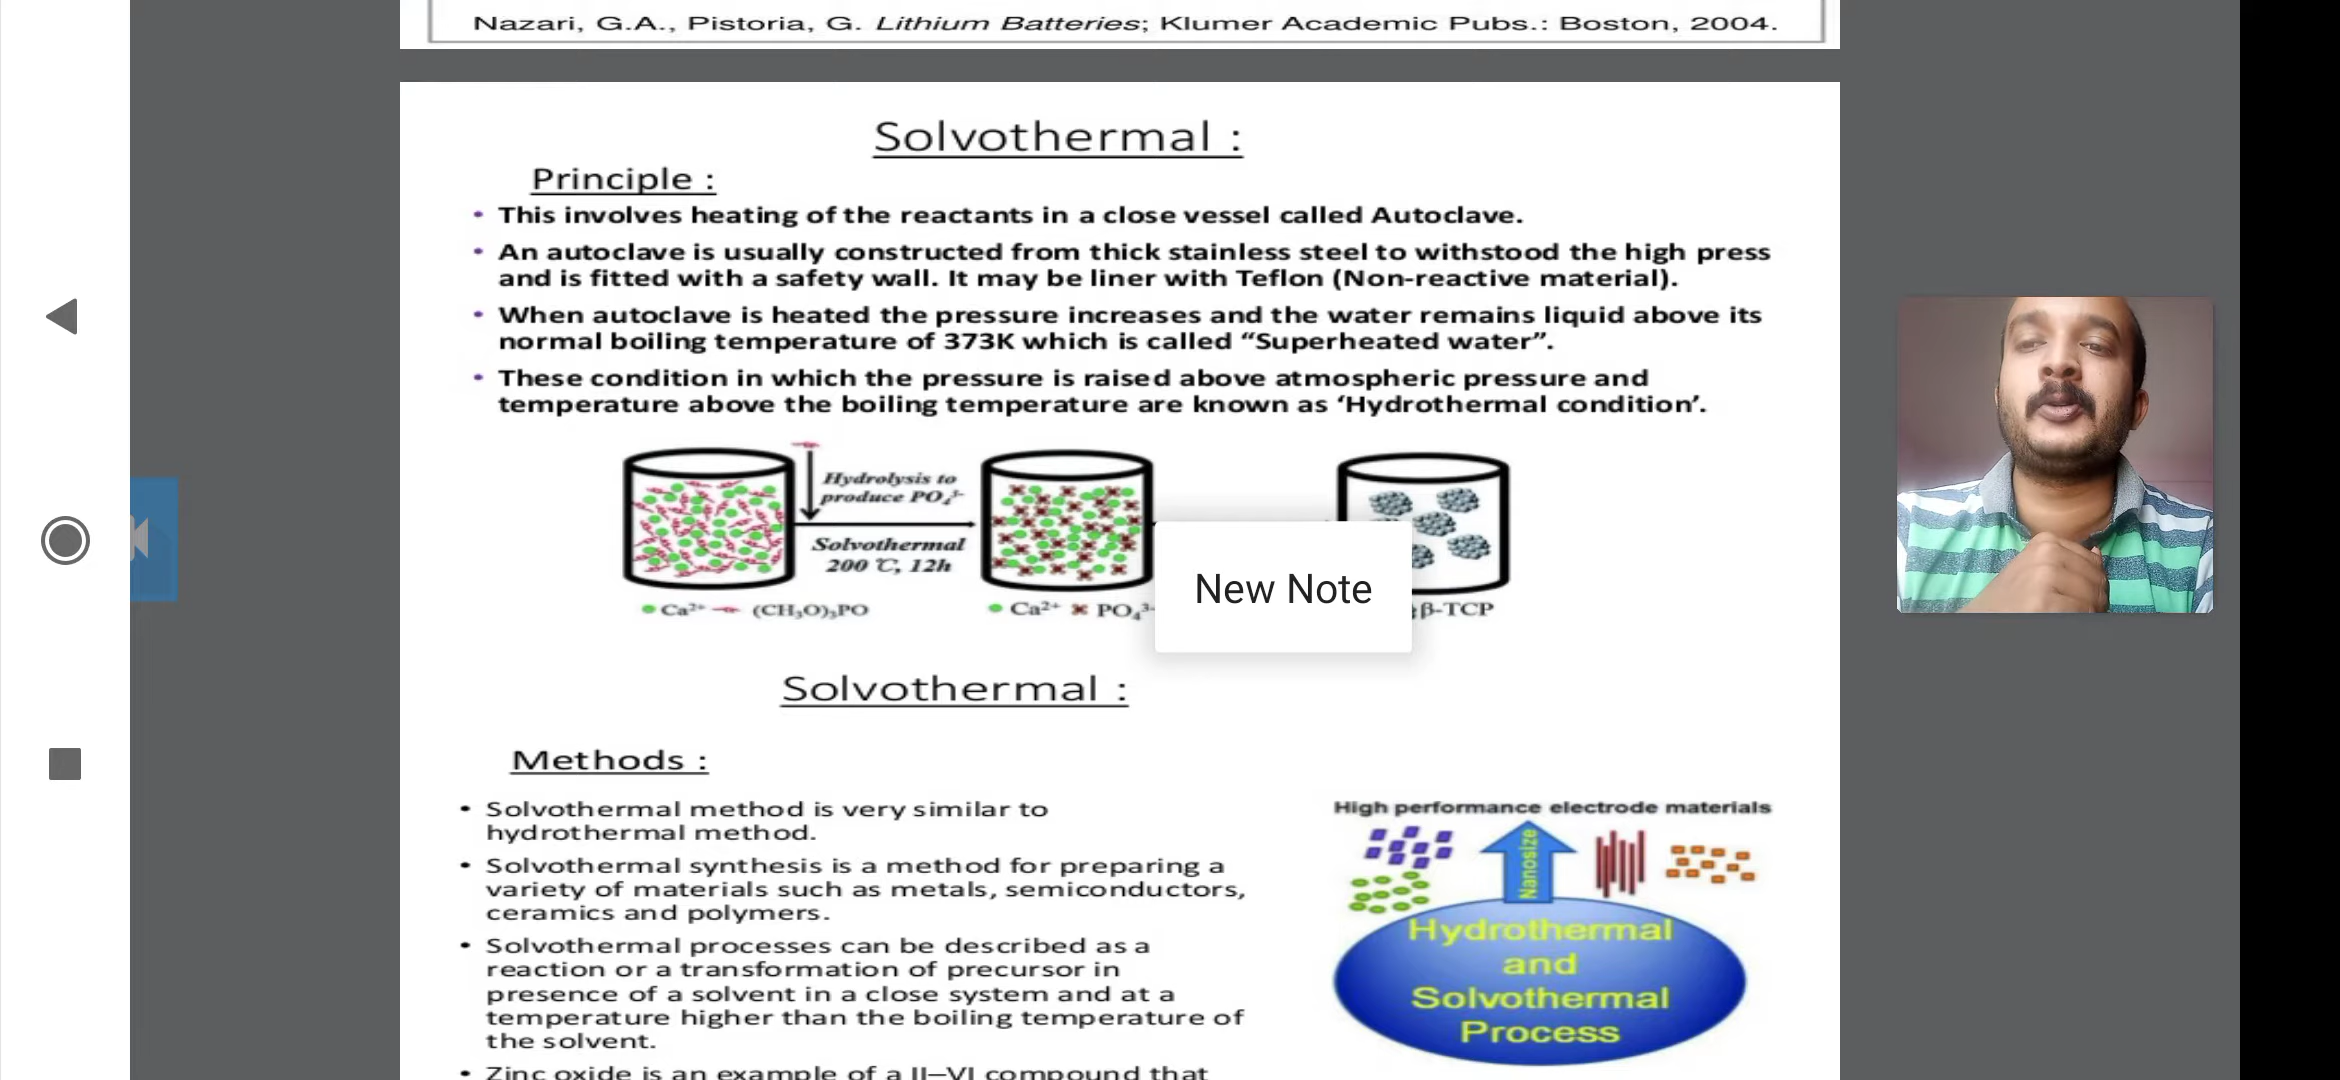 Nazari, G.A., Pistoria, G. Lithium Batteries; Klumer Academic Pubs.: Boston, 2004.
Solvothermal :
Principle :
• This involves heating of the reactants in a close vessel called Autoclave.
• An autoclave is usually constructed from thick stainless steel to withstood the high press
and is fitted with a safety wall. It may be liner with Teflon (Non-reactive material).
• When autoclave is heated the pressure increases and the water remains liquid above its
normal boiling temperature of 373K which is called “Superheated water”.
• These condition in which the pressure is raised above atmospheric pressure and
temperature above the boiling temperature are known as ‘Hydrothermal condition’.
Hydrolysis to
produce PO₄³⁻
Solvothermal
200 ℃, 12h
Ca²⁺ (CH₃O)₃PO
Ca²⁺ PO₄³⁻
β-TCP
New Note
Solvothermal :
Methods :
• Solvothermal method is very similar to
hydrothermal method.
• Solvothermal synthesis is a method for preparing a
variety of materials such as metals, semiconductors,
ceramics and polymers.
• Solvothermal processes can be described as a
reaction or a transformation of precursor in
presence of a solvent in a close system and at a
temperature higher than the boiling temperature of
the solvent.
• Zinc oxide is an example of a II–VI compound that
High performance electrode materials
Nanosize
Hydrothermal
and
Solvothermal
Process